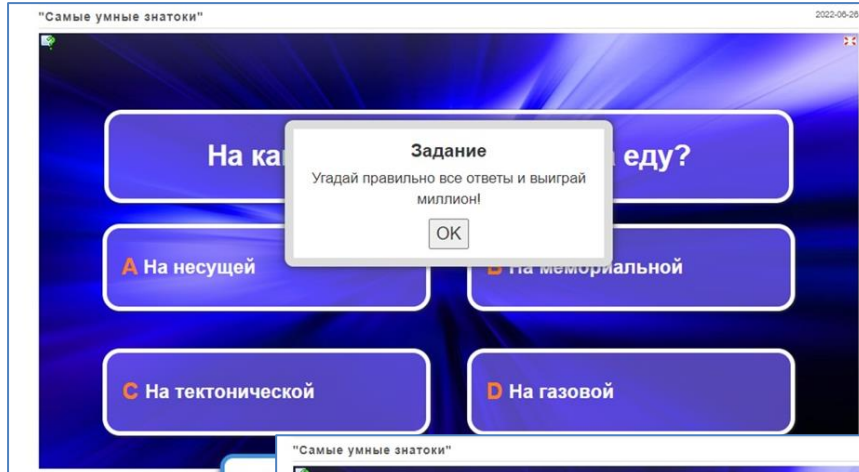 "Самые умные знатоки"
2022-06-26
На ка
еду?
Задание
Угадай правильно все ответы и выиграй
миллион!
OK
A На несущей
B На мемориальной
C На тектонической
D На газовой
"Самые умные знатоки"